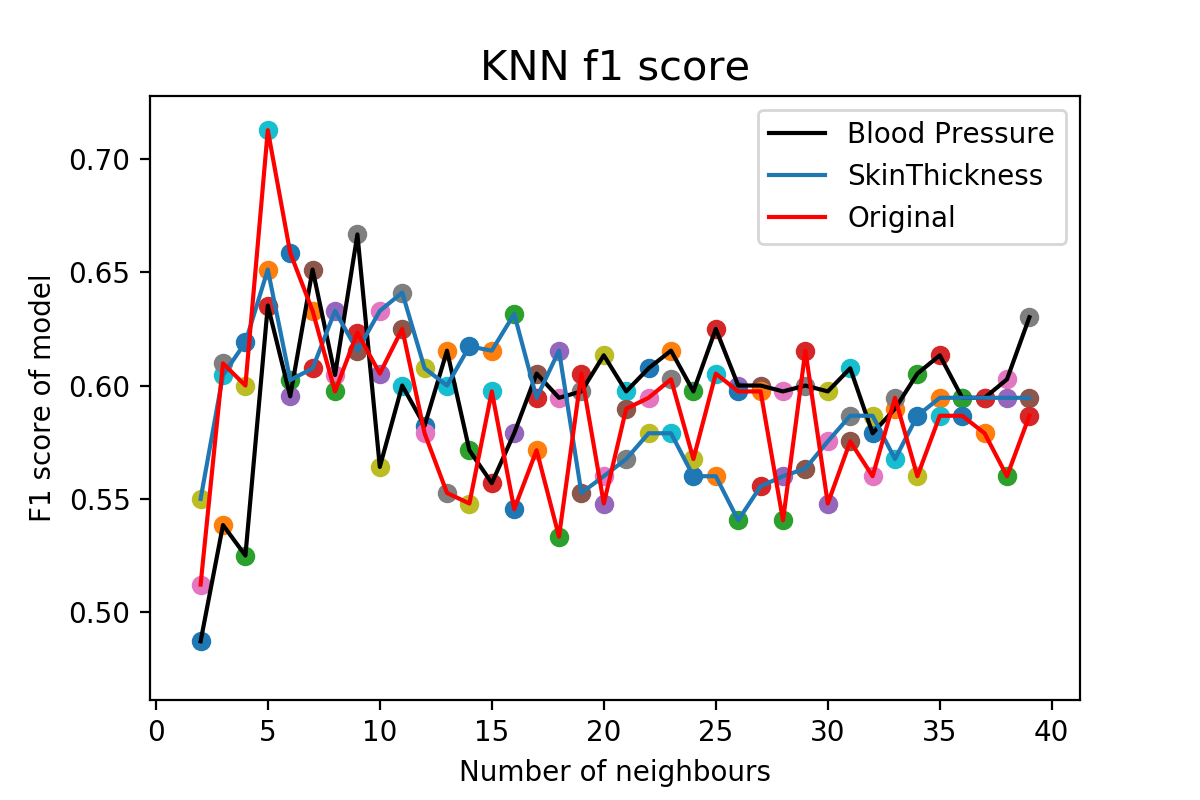 KNN f1 score
Blood Pressure
SkinThickness
Original
F1 score of model
0.70
0.65
0.60
0.55
0.50
0 5 10 15 20 25 30 35 40
Number of neighbours